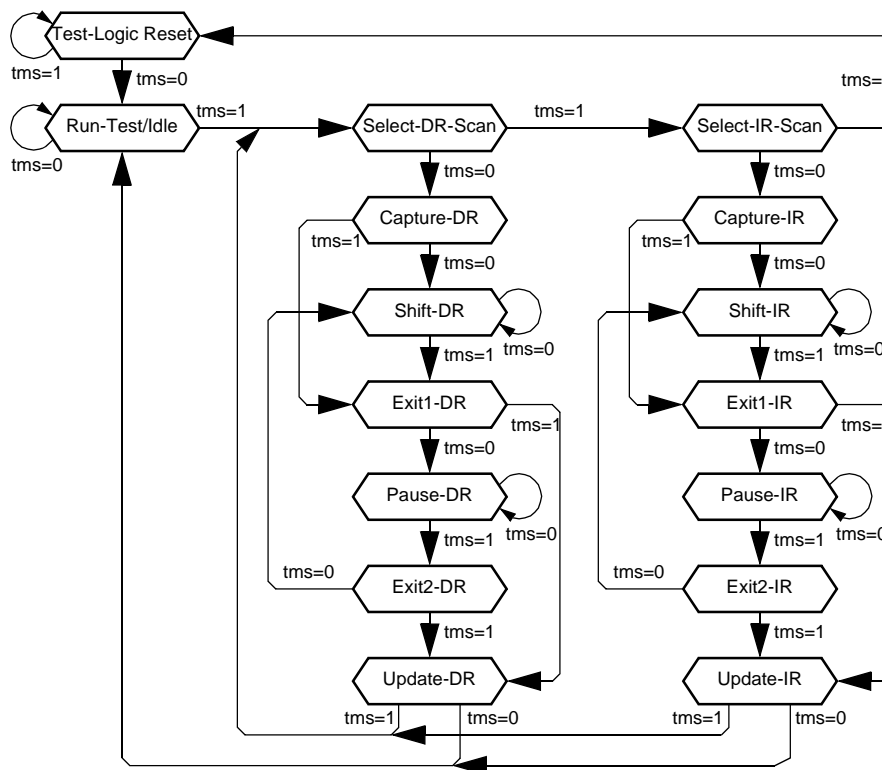 Test-Logic Reset
tms=1
tms=0
tms=
Run-Test/Idle
tms=1
Select-DR-Scan
tms=1
Select-IR-Scan
tms=0
tms=0
tms=0
Capture-DR
Capture-IR
tms=1
tms=0
tms=1
tms=0
Shift-DR
Shift-IR
tms=1
tms=0
tms=1
tms=0
Exit1-DR
Exit1-IR
tms=1
tms=
tms=0
tms=0
Pause-DR
Pause-IR
tms=1
tms=0
tms=1
tms=0
tms=0
Exit2-DR
tms=0
Exit2-IR
tms=1
tms=1
Update-DR
Update-IR
tms=1
tms=0
tms=1
tms=0